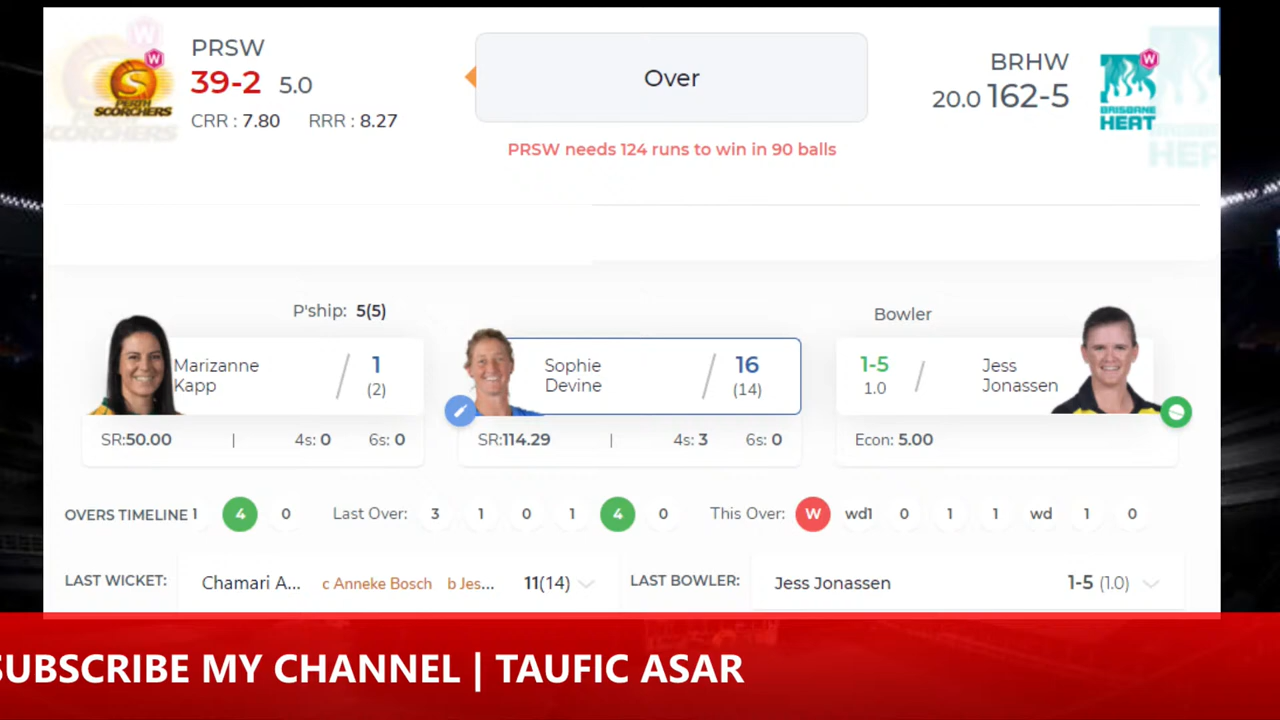 PRSW
39-2 5.0
CRR : 7.80 RRR : 8.27
PERTH
SCORCHERS
W
Over
PRSW needs 124 runs to win in 90 balls
BRHW
20.0 162-5
W
BRISBANE
HEAT
P'ship: 5(5)
Bowler
Marizanne
Kapp
1
(2)
SR:50.00 | 4s: 0 6s: 0
Sophie
Devine
16
(14)
SR:114.29 | 4s: 3 6s: 0
1-5
1.0
Jess
Jonassen
Econ: 5.00
OVERS TIMELINE 1 4 0 Last Over: 3 1 0 1 4 0 This Over: W wd1 0 1 1 wd 1 0
LAST WICKET: Chamari A... c Anneke Bosch b Jes... 11(14) LAST BOWLER: Jess Jonassen 1-5 (1.0)
SUBSCRIBE MY CHANNEL | TAUFIC ASAR